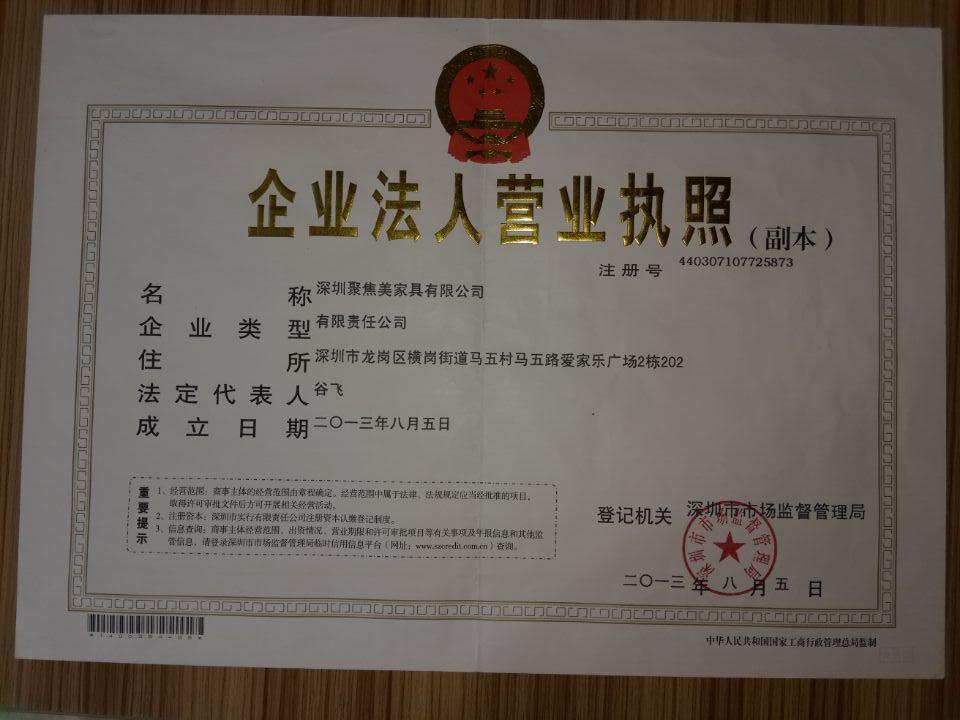 企业法人营业执照（副本）
注册号 440307107725873
名称 深圳聚焦美家具有限公司
企业类型 有限责任公司
住所 深圳市龙岗区横岗街道马五村马五路爱家乐广场2栋202
法定代表人 谷飞
成立日期 二〇一三年八月五日
重要提示
1、经营范围：商事主体的经营范围由章程确定。经营范围中属于法律、法规规定应当经批准的项目，
取得许可审批文件后方可开展相关经营活动。
2、注册资本：深圳市实行有限责任公司注册资本认缴登记制度。
3、信息查询：商事主体经营范围、出资情况、营业期限和许可审批项目等有关事项及年报信息和其他监
管信息，请登录深圳市市场监督管理局临时信用信息平台（网址：www.szcredit.com.cn）查询。
登记机关 深圳市市场监督管理局
深圳市市场监督管理局
二〇一三年八月五日
中华人民共和国国家工商行政管理总局监制